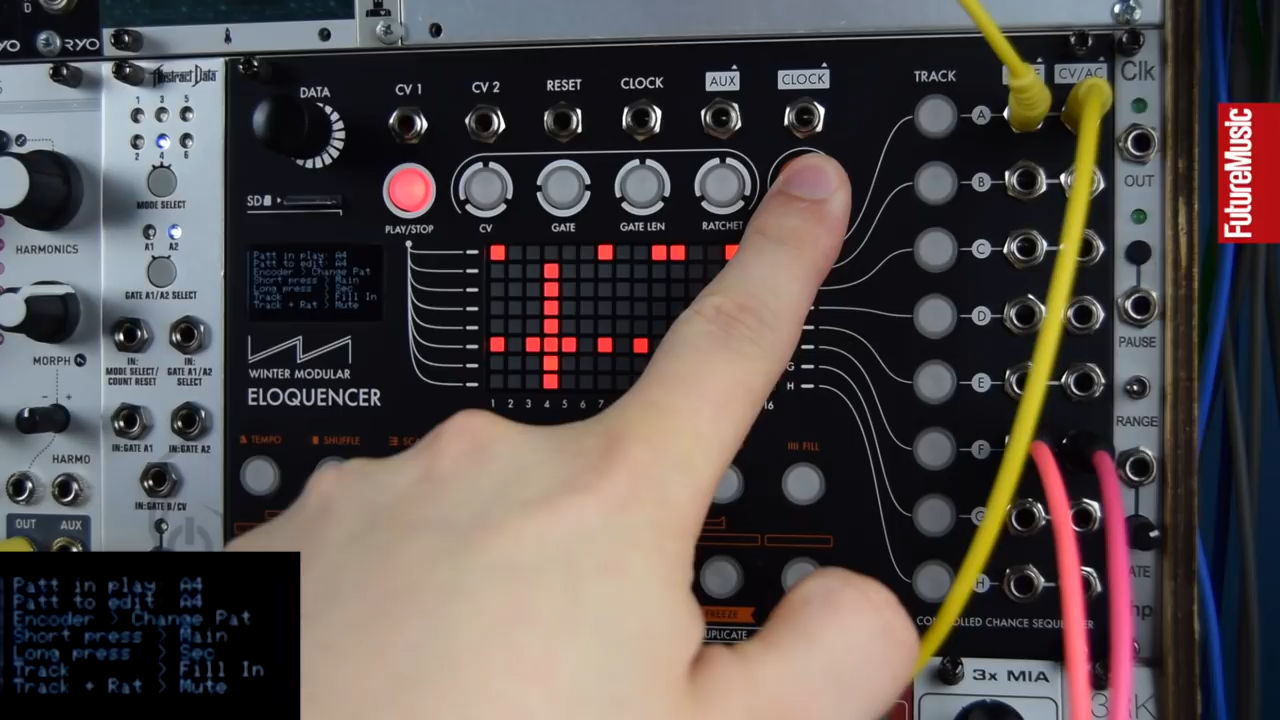 D
YO
RYO
Abstract Data
1 3 5
2 4 6
MODE SELECT
A1 A2
GATE A1/A2 SELECT
IN:
MODE SELECT/
COUNT RESET
IN:
GATE A1/A2
SELECT
IN:GATE A1
IN:GATE A2
IN:GATE B/CV
HARMONICS
MORPH
- +
HARMO
OUT AUX
DATA
CV 1
CV 2
RESET
CLOCK
AUX
CLOCK
TRACK
CV/AC
SD
PLAY/STOP
CV
GATE
GATE LEN
RATCHET
Patt in play: A4
Patt to edit: A4
Encoder > Change Pat
Short press > Main
Long press > Sec
Track > Fill In
Track + Rat > Mute
WINTER MODULAR
ELOQUENCER
1 2 3 4 5 6 7
16
G
H
A
B
C
D
E
F
G
H
TEMPO
SHUFFLE
FILL
FREEZE
Clk
OUT
PAUSE
RANGE
3x MIA
FutureMusic
Patt in play: A4
Patt to edit: A4
Encoder > Change Pat
Short press > Main
Long press > Sec
Track > Fill In
Track + Rat > Mute